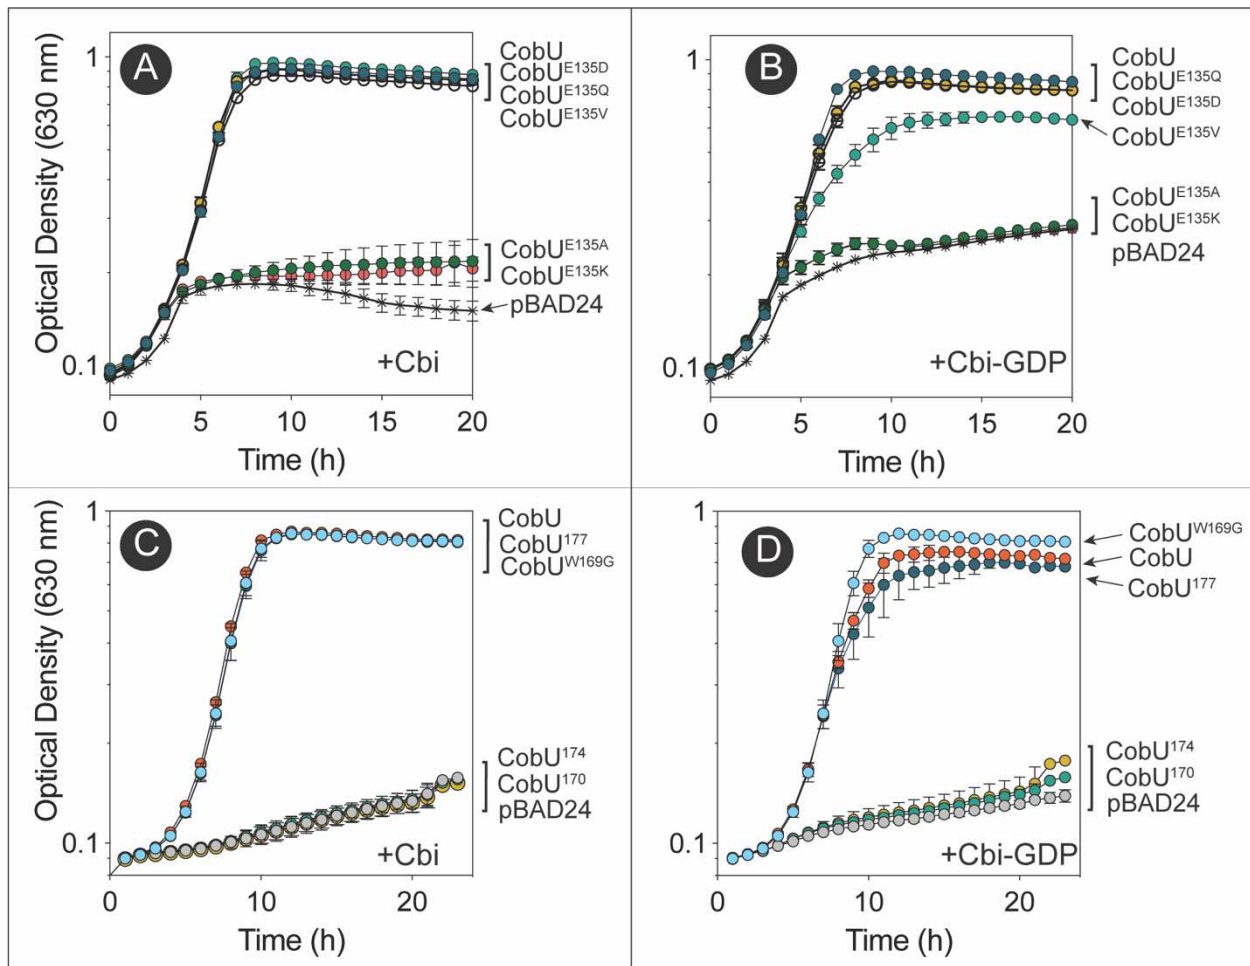 A
Optical Density (630 nm)
1
0.1
0
5
10
15
20
Time (h)
+Cbi
CobU
CobU^E135D
CobU^E135Q
CobU^E135V
CobU^E135A
CobU^E135K
pBAD24
B
1
0.1
0
5
10
15
20
Time (h)
+Cbi-GDP
CobU
CobU^E135Q
CobU^E135D
CobU^E135V
CobU^E135A
CobU^E135K
pBAD24
C
Optical Density (630 nm)
1
0.1
0
10
20
Time (h)
+Cbi
CobU
CobU^177
CobU^W169G
CobU^174
CobU^170
pBAD24
D
1
0.1
0
10
20
Time (h)
+Cbi-GDP
CobU^W169G
CobU
CobU^177
CobU^174
CobU^170
pBAD24